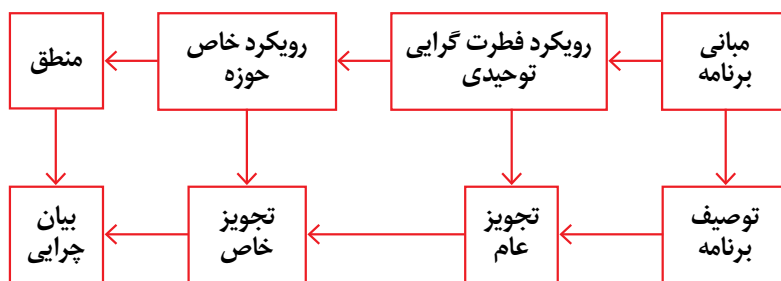 مبانی
برنامه
رویکرد فطرت گرایی
توحیدی
رویکرد خاص
حوزه
منطق
توصیف
برنامه
تجویز
عام
تجویز
خاص
بیان
چرایی